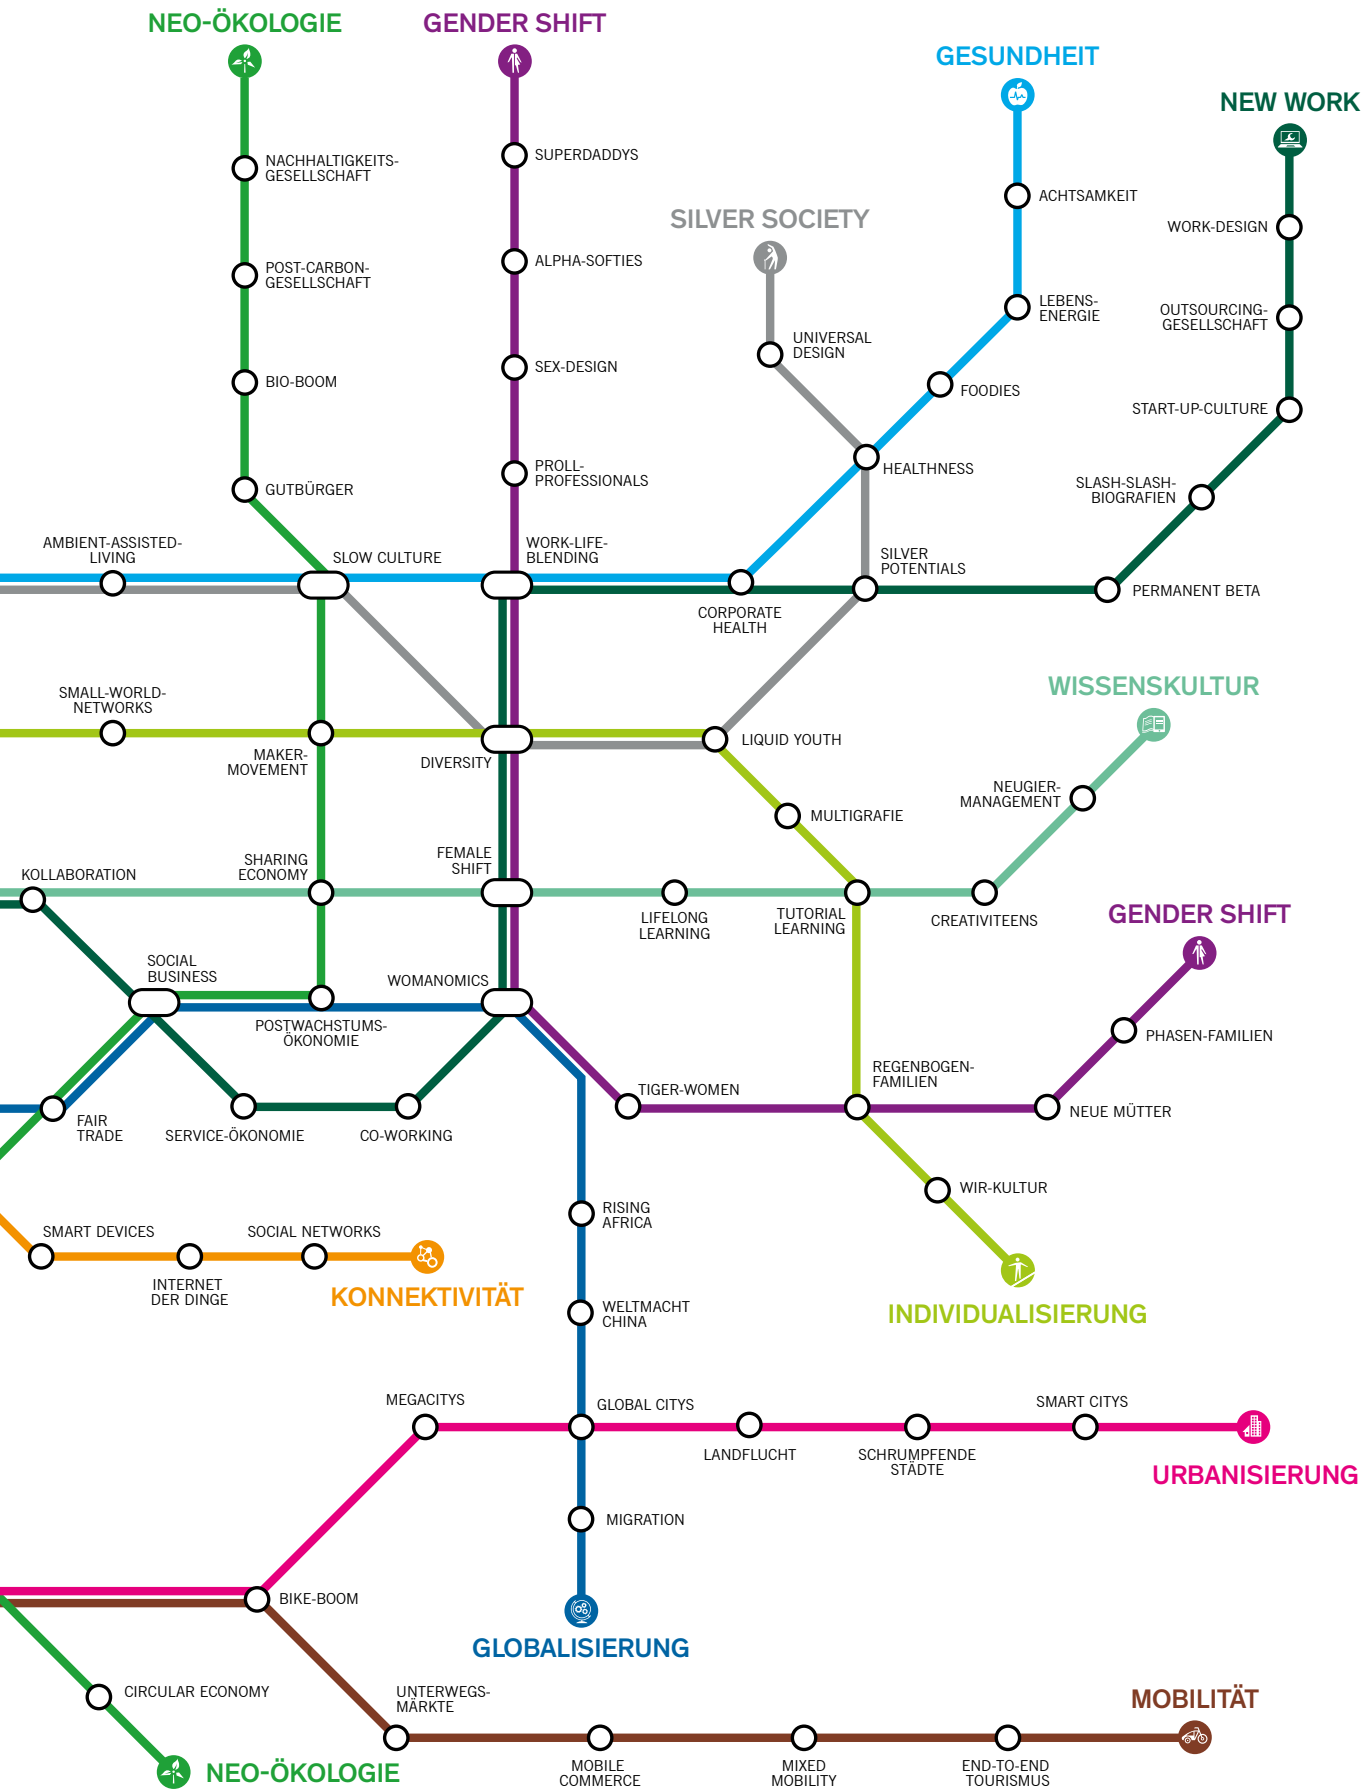 NEO-ÖKOLOGIE
GENDER SHIFT
GESUNDHEIT
NEW WORK
NACHHALTIGKEITS-
GESELLSCHAFT
SUPERDADDYS
ACHTSAMKEIT
SILVER SOCIETY
WORK-DESIGN
POST-CARBON-
GESELLSCHAFT
ALPHA-SOFTIES
LEBENS-
ENERGIE
OUTSOURCING-
GESELLSCHAFT
UNIVERSAL
DESIGN
BIO-BOOM
SEX-DESIGN
FOODIES
START-UP-CULTURE
GUTBÜRGER
PROLL-
PROFESSIONALS
HEALTHNESS
SLASH-SLASH-
BIOGRAFIEN
AMBIENT-ASSISTED-
LIVING
SLOW CULTURE
WORK-LIFE-
BLENDING
SILVER
POTENTIALS
CORPORATE
HEALTH
PERMANENT BETA
SMALL-WORLD-
NETWORKS
WISSENSKULTUR
MAKER-
MOVEMENT
DIVERSITY
LIQUID YOUTH
NEUGIER-
MANAGEMENT
MULTIGRAFIE
KOLLABORATION
SHARING
ECONOMY
FEMALE
SHIFT
LIFELONG
LEARNING
TUTORIAL
LEARNING
CREATIVITEENS
GENDER SHIFT
SOCIAL
BUSINESS
WOMANOMICS
POSTWACHSTUMS-
ÖKONOMIE
PHASEN-FAMILIEN
REGENBOGEN-
FAMILIEN
TIGER-WOMEN
NEUE MÜTTER
FAIR
TRADE
SERVICE-ÖKONOMIE
CO-WORKING
WIR-KULTUR
RISING
AFRICA
SMART DEVICES
SOCIAL NETWORKS
INTERNET
DER DINGE
KONNEKTIVITÄT
WELTMACHT
CHINA
INDIVIDUALISIERUNG
MEGACITYS
GLOBAL CITYS
SMART CITYS
LANDFLUCHT
SCHRUMPFENDE
STÄDTE
URBANISIERUNG
MIGRATION
BIKE-BOOM
GLOBALISIERUNG
CIRCULAR ECONOMY
UNTERWEGS-
MÄRKTE
MOBILITÄT
NEO-ÖKOLOGIE
MOBILE
COMMERCE
MIXED
MOBILITY
END-TO-END
TOURISMUS